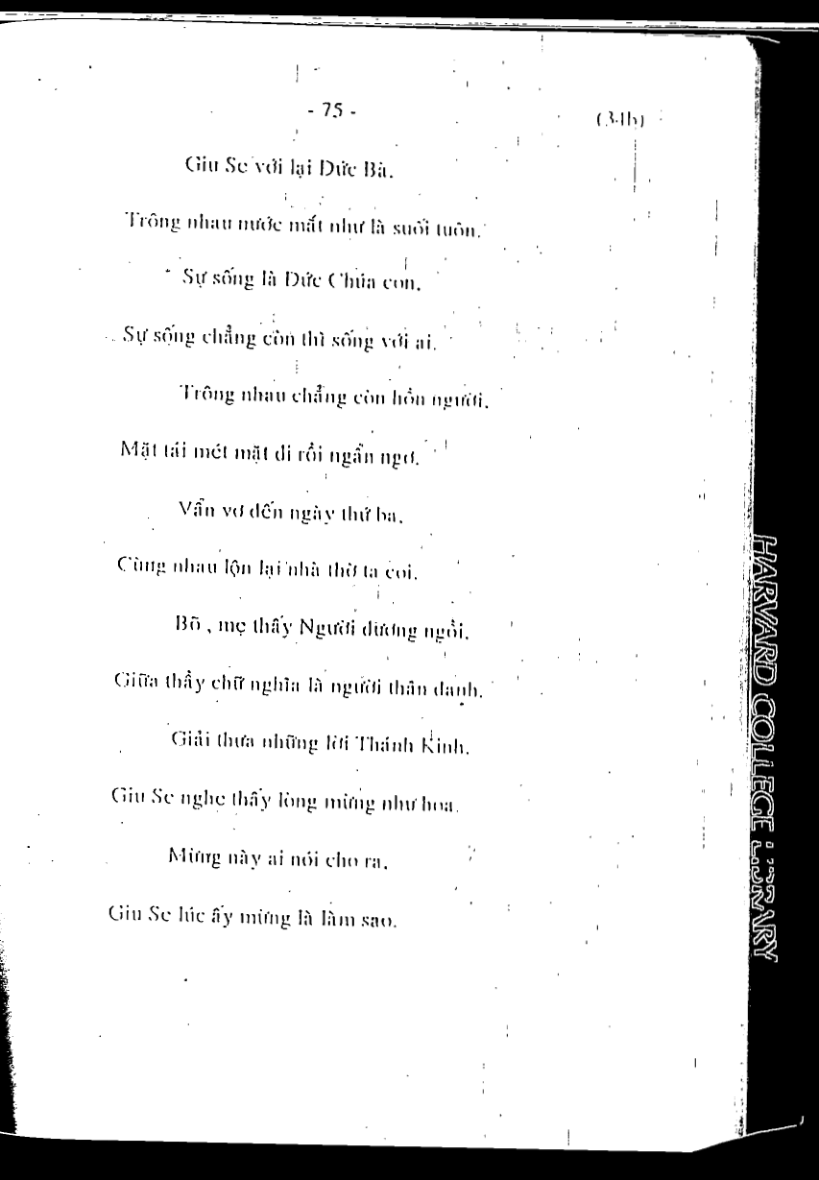 - 75 -
(34b)
Giu Se với lại Đức Bà.
Trông nhau nước mắt như là suối tuôn.
Sự sống là Đức Chúa con.
Sự sống chẳng còn thì sống với ai.
Trông nhau chẳng còn hồn người.
Mặt tái mét mặt đi rồi ngẩn ngơ.
Vẩn vơ đến ngày thứ ba.
Cùng nhau lộn lại nhà thờ ta coi.
Bõ , mẹ thấy Người đương ngồi.
Giữa thầy chữ nghĩa là người thân danh.
Giải thưa những lời Thánh Kinh.
Giu Se nghe thấy lòng mừng như hoa.
Mừng này ai nói cho ra.
Giu Se lúc ấy mừng là làm sao.
HARVARD COLLEGE LIBRARY